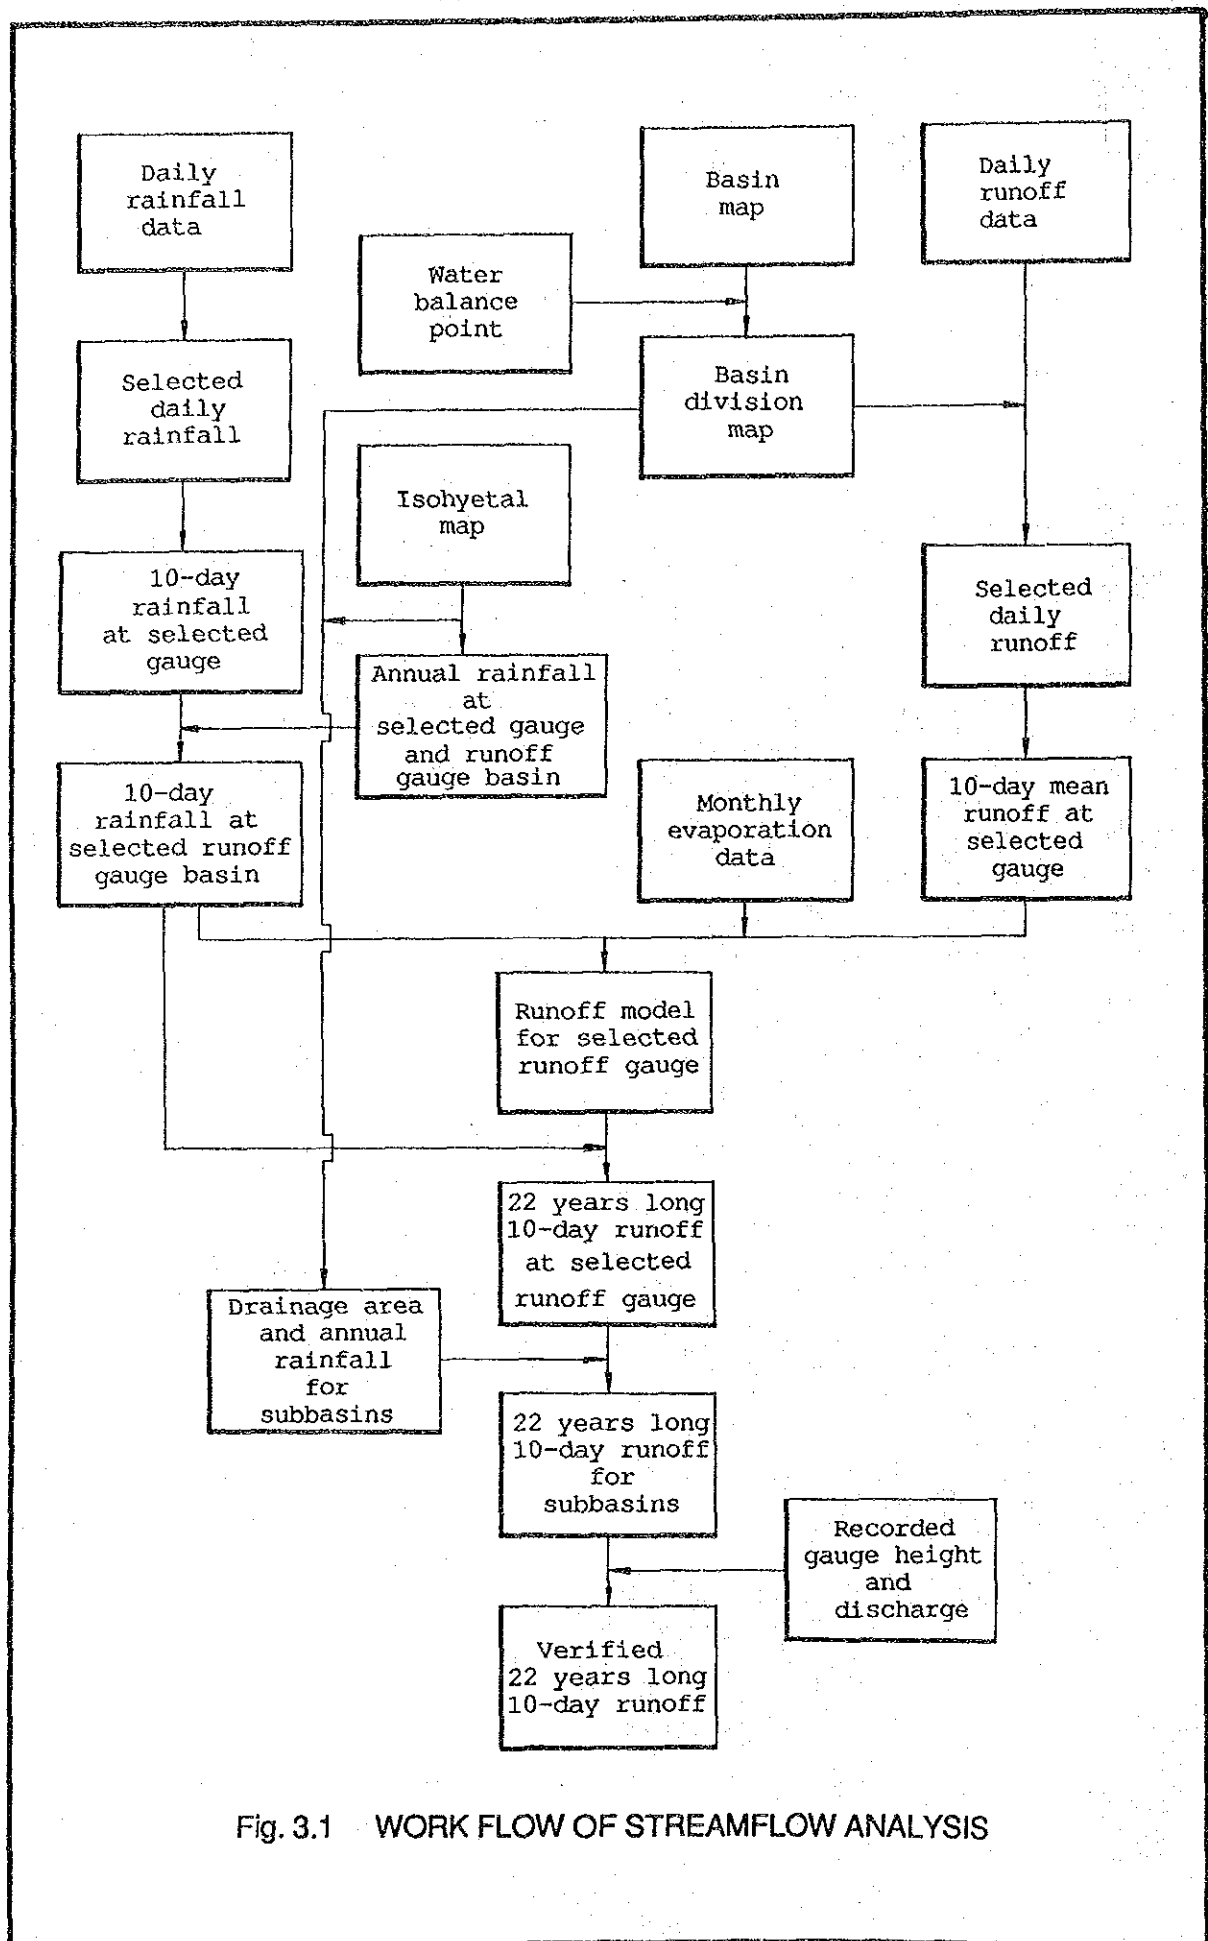 Daily
rainfall
data
Basin
map
Daily
runoff
data
Water
balance
point
Selected
daily
rainfall
Basin
division
map
Isohyetal
map
10-day
rainfall
at selected
gauge
Selected
daily
runoff
Annual rainfall
at
selected gauge
and runoff
gauge basin
10-day
rainfall at
selected runoff
gauge basin
Monthly
evaporation
data
10-day mean
runoff at
selected
gauge
Runoff model
for selected
runoff gauge
22 years long
10-day runoff
at selected
runoff gauge
Drainage area
and annual
rainfall
for
subbasins
22 years long
10-day runoff
for
subbasins
Recorded
gauge height
and
discharge
Verified
22 years long
10-day runoff
Fig. 3.1 WORK FLOW OF STREAMFLOW ANALYSIS